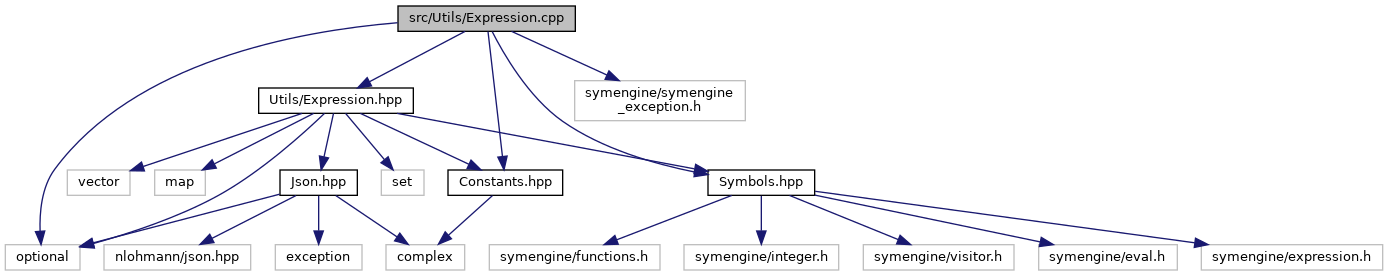 src/Utils/Expression.cpp
Utils/Expression.hpp
symengine/symengine
_exception.h
vector
map
Json.hpp
set
Constants.hpp
Symbols.hpp
optional
nlohmann/json.hpp
exception
complex
symengine/functions.h
symengine/integer.h
symengine/visitor.h
symengine/eval.h
symengine/expression.h